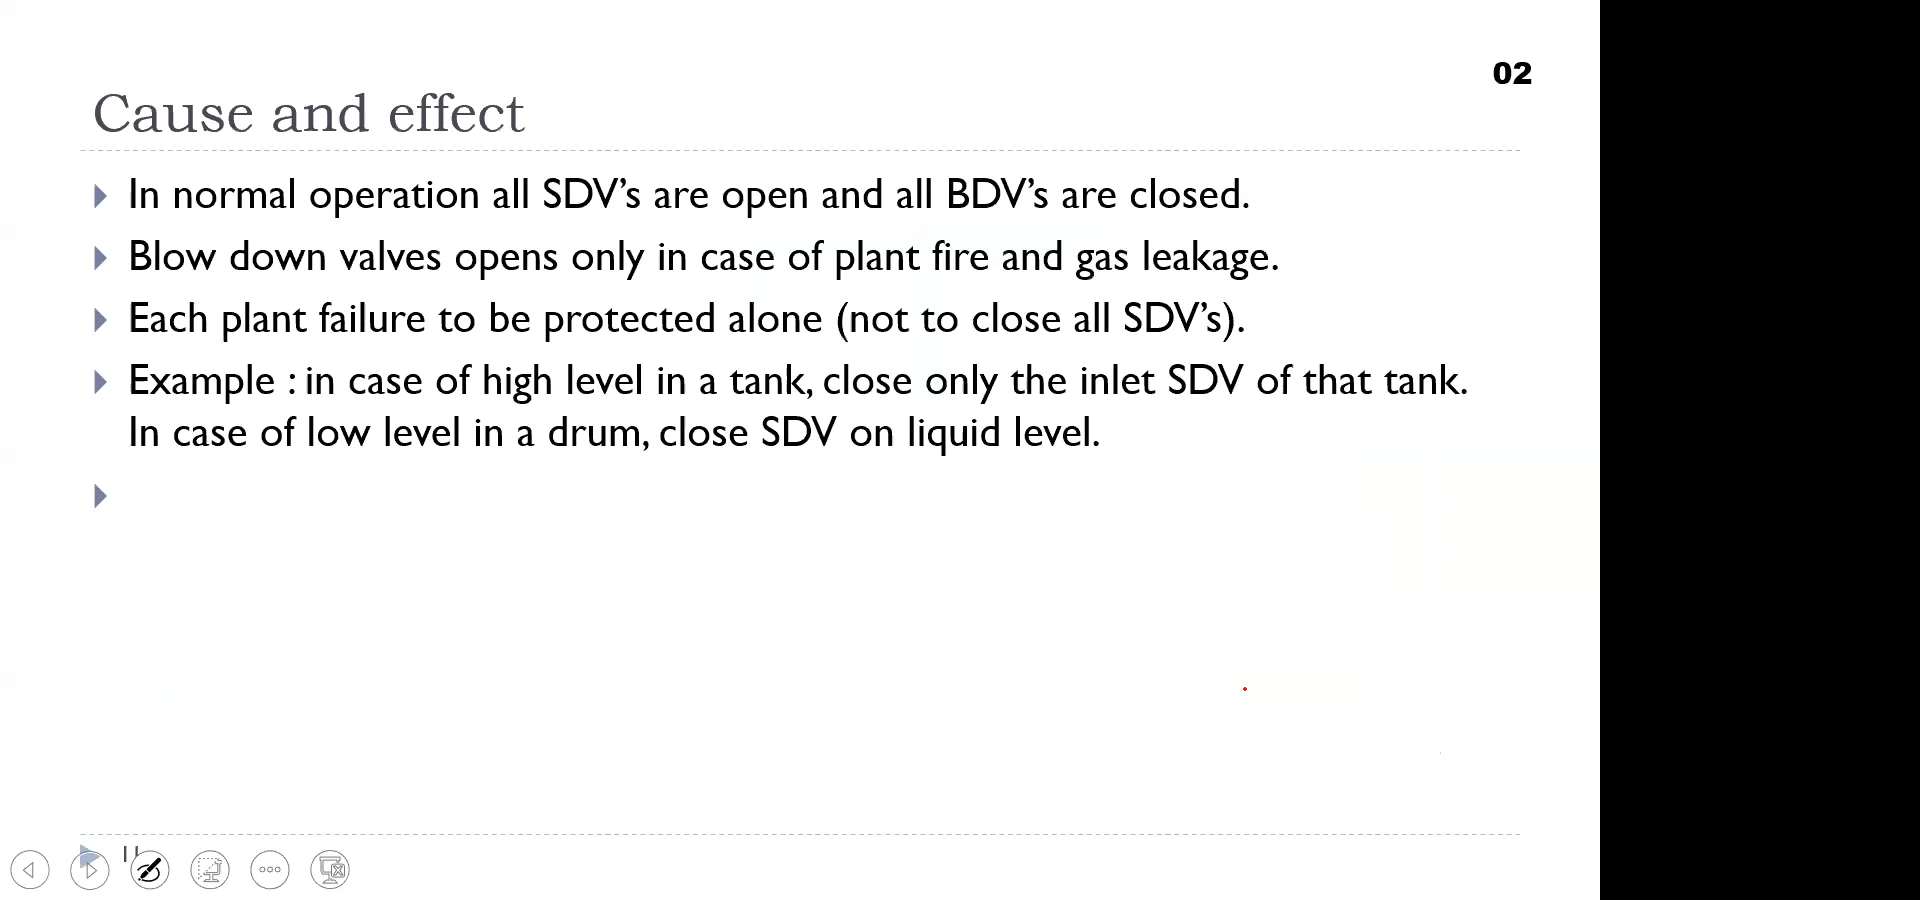 02
Cause and effect
In normal operation all SDV’s are open and all BDV’s are closed.
Blow down valves opens only in case of plant fire and gas leakage.
Each plant failure to be protected alone (not to close all SDV’s).
Example : in case of high level in a tank, close only the inlet SDV of that tank.
In case of low level in a drum, close SDV on liquid level.